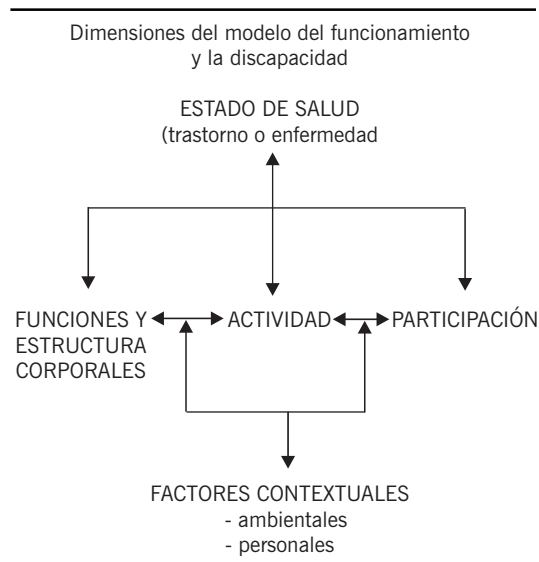 Dimensiones del modelo del funcionamiento
y la discapacidad
ESTADO DE SALUD
(trastorno o enfermedad
FUNCIONES Y
ESTRUCTURA
CORPORALES
ACTIVIDAD
PARTICIPACIÓN
FACTORES CONTEXTUALES
- ambientales
- personales